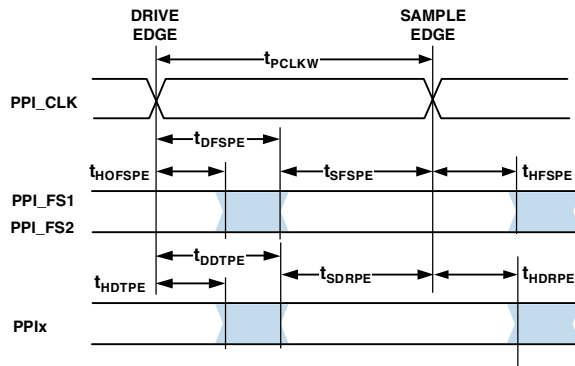 DRIVE
EDGE
SAMPLE
EDGE
tPCLKW
PPI_CLK
tDFSPE
tHOFSPE
tSFSPE
tHFSPE
PPI_FS1
PPI_FS2
tDDTPE
tHDTPE
tSDRPE
tHDRPE
PPIx